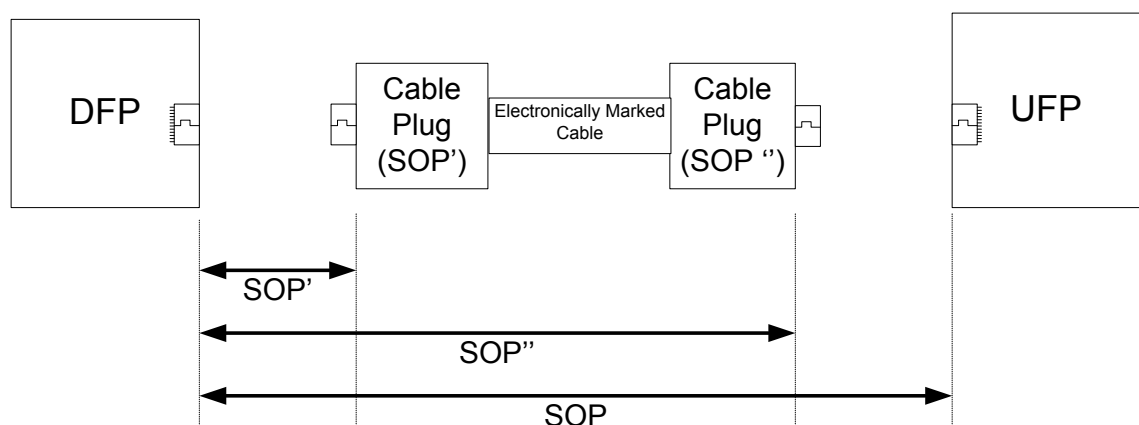 DFP
Cable
Plug
(SOP’)
Electronically Marked
Cable
Cable
Plug
(SOP ‘’)
UFP
SOP’
SOP’’
SOP